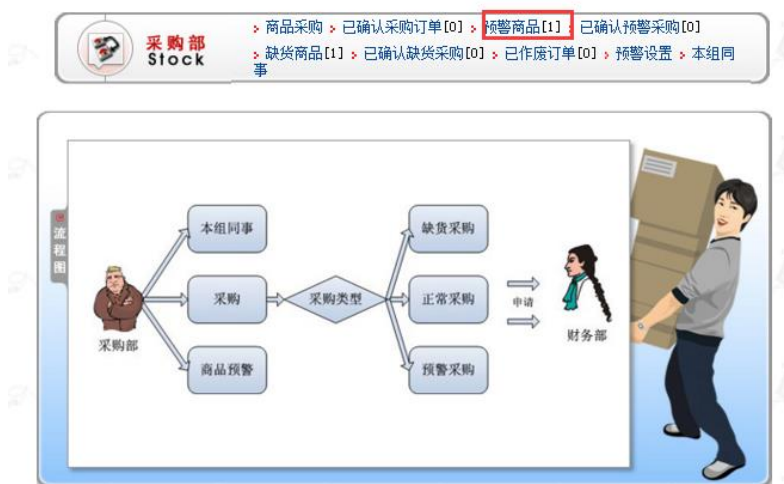 采购部
Stock
商品采购 已确认采购订单[0] 预警商品[1] 已确认预警采购[0]
缺货商品[1] 已确认缺货采购[0] 已作废订单[0] 预警设置 本组同
事
流程图
本组同事
缺货采购
采购
采购类型
正常采购
申请
采购部
财务部
商品预警
预警采购